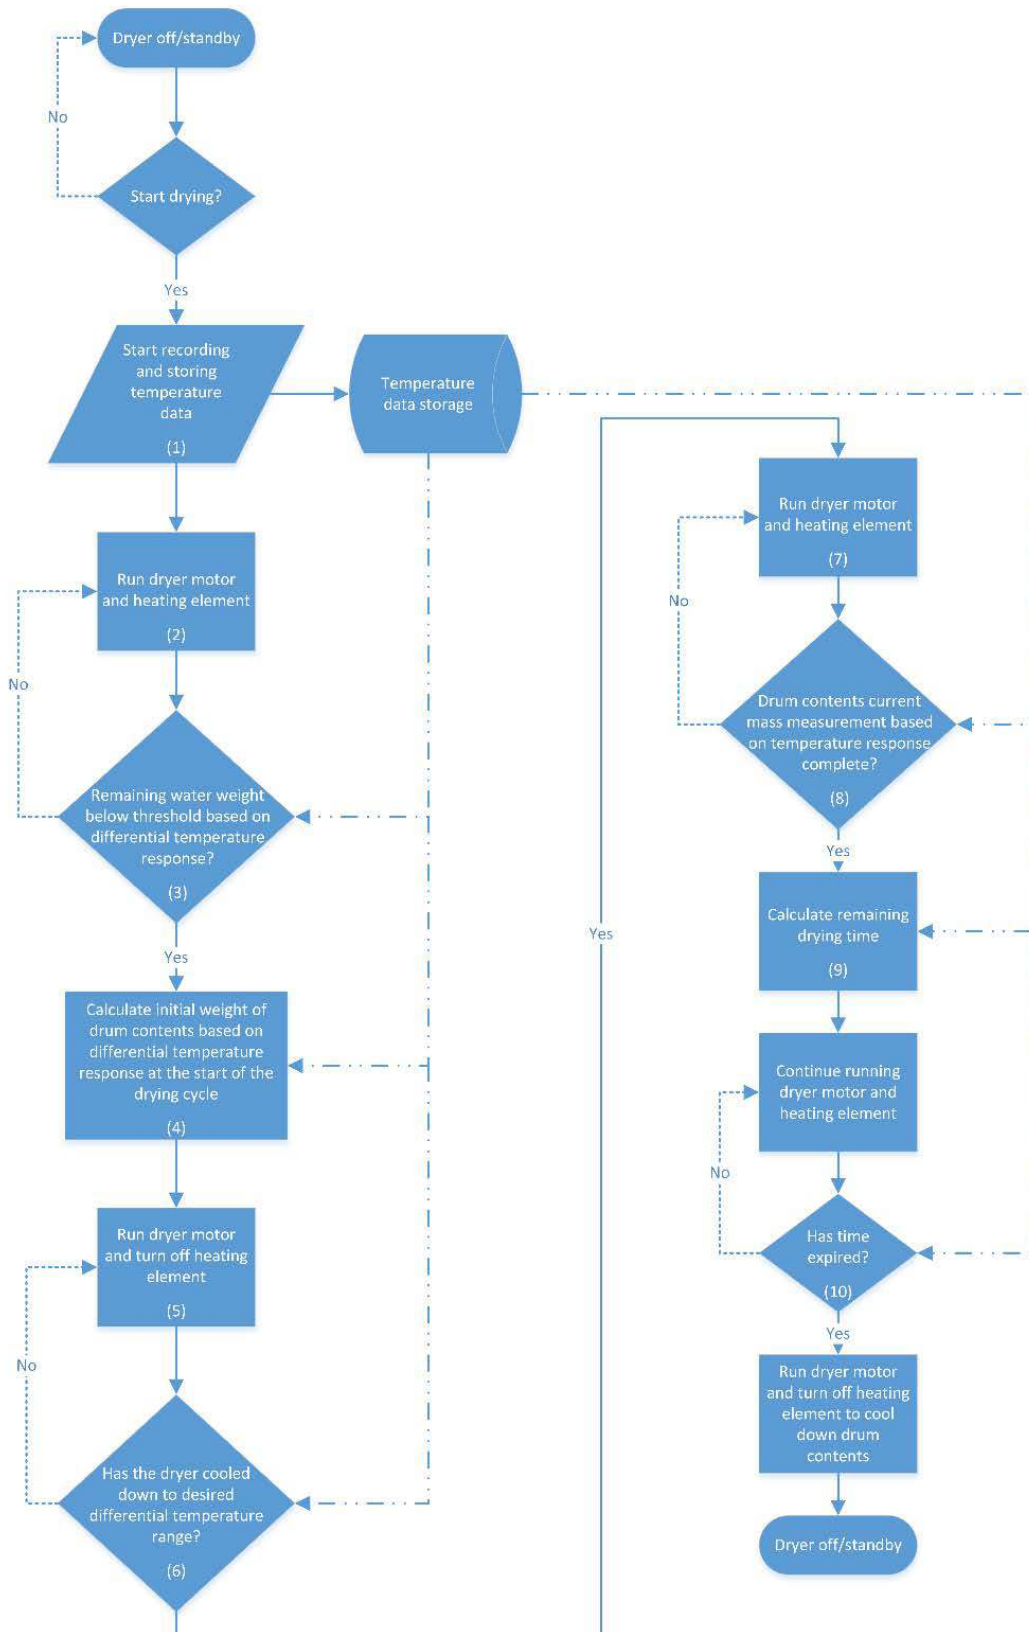 Dryer off/standby
No
Start drying?
Yes
Start recording
and storing
temperature
data
(1)
Temperature
data storage
Run dryer motor
and heating element
(2)
No
Remaining water weight
below threshold based on
differential temperature
response?
(3)
Yes
Calculate initial weight of
drum contents based on
differential temperature
response at the start of the
drying cycle
(4)
Run dryer motor
and turn off heating
element
(5)
No
Has the dryer cooled
down to desired
differential temperature
range?
(6)
Yes
Run dryer motor
and heating element
(7)
No
Drum contents current
mass measurement based
on temperature response
complete?
(8)
Yes
Calculate remaining
drying time
(9)
Continue running
dryer motor and
heating element
No
Has time
expired?
(10)
Yes
Run dryer motor
and turn off heating
element to cool
down drum
contents
Dryer off/standby